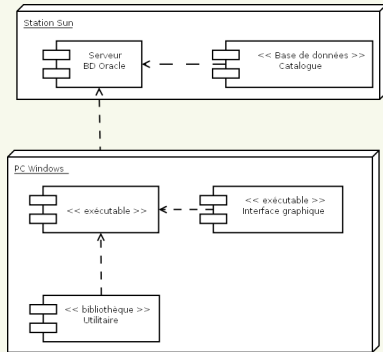 Station Sun
Serveur
BD Oracle
<< Base de données >>
Catalogue
PC Windows
<< exécutable >>
<< exécutable >>
Interface graphique
<< bibliothèque >>
Utilitaire